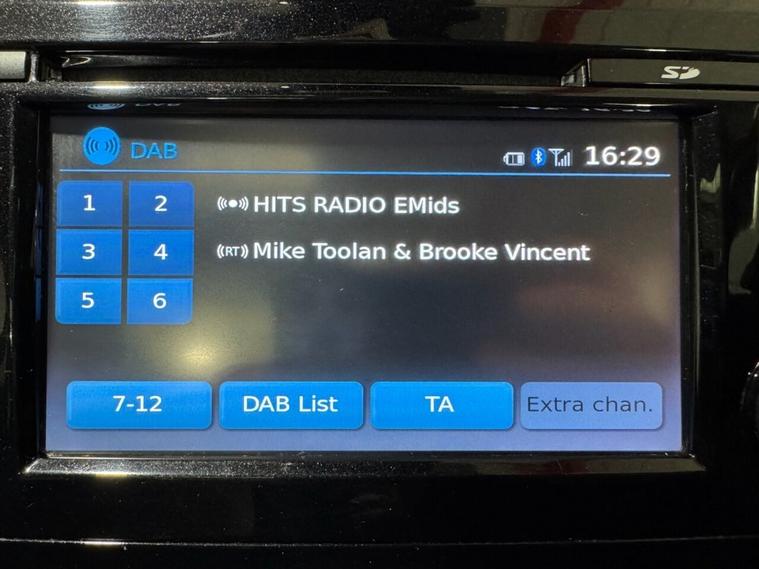 SD
DAB
16:29
1 2
HITS RADIO EMids
3 4
RT Mike Toolan & Brooke Vincent
5 6
7-12 DAB List TA Extra chan.